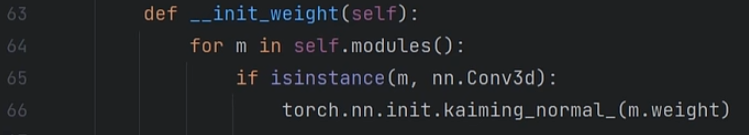 63 def __init_weight(self):
64 for m in self.modules():
65 if isinstance(m, nn.Conv3d):
66 torch.nn.init.kaiming_normal_(m.weight)